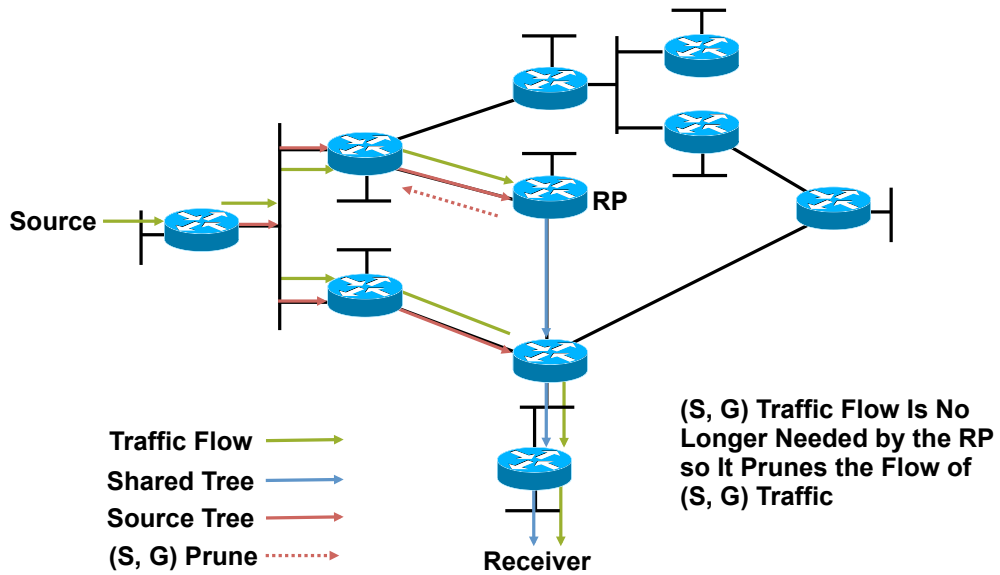 RP
Source
Traffic Flow
Shared Tree
Source Tree
(S, G) Prune
Receiver
(S, G) Traffic Flow Is No
Longer Needed by the RP
so It Prunes the Flow of
(S, G) Traffic